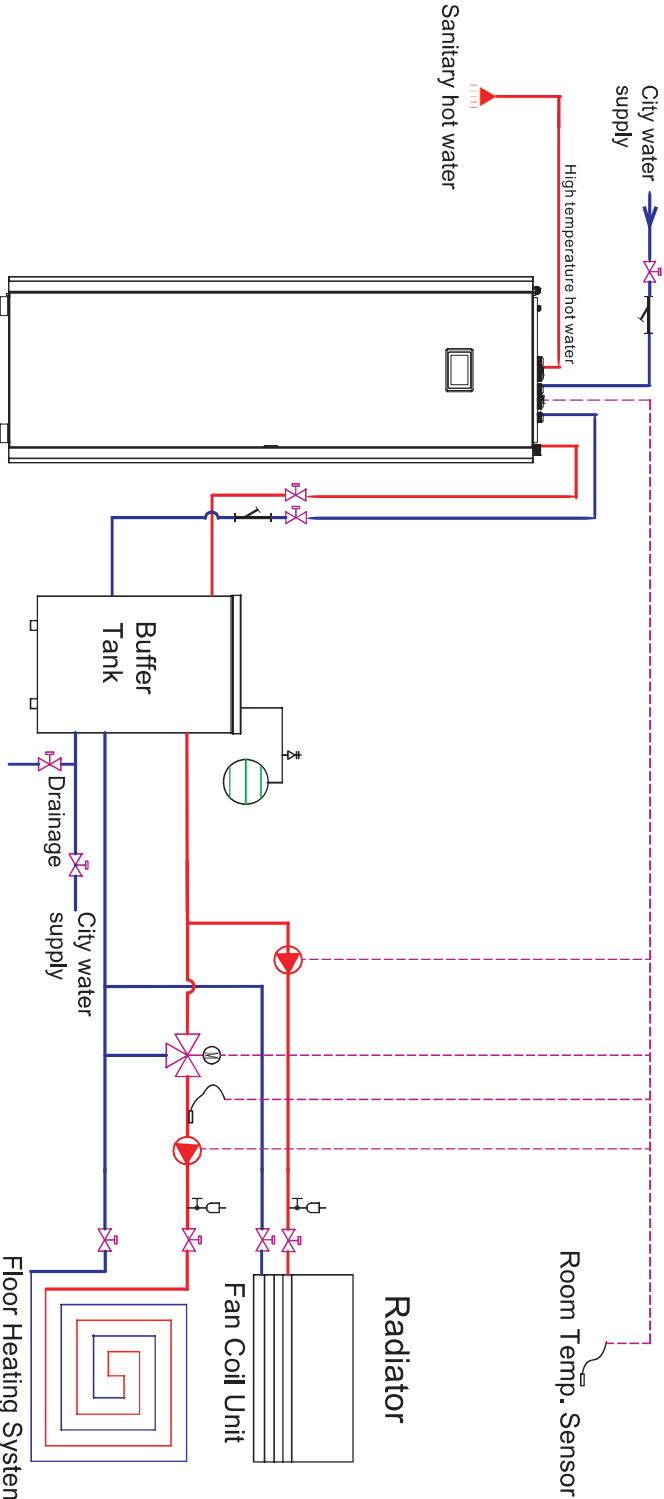 City water
supply
High temperature hot water
Sanitary hot water
Buffer
Tank
Drainage
City water
supply
M
Room Temp. Sensor
Radiator
Fan Coil Unit
Floor Heating System